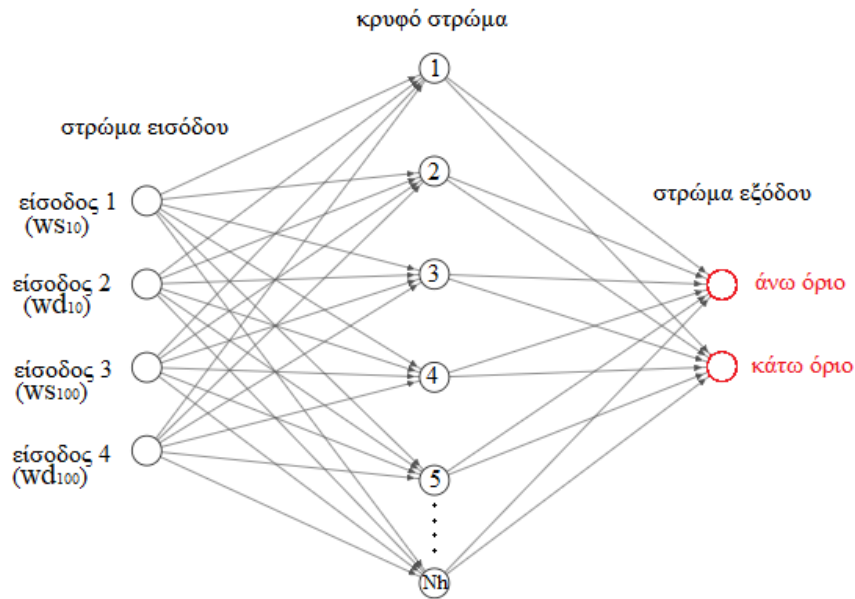 κρυφό στρώμα
1
στρώμα εισόδου
2
στρώμα εξόδου
είσοδος 1
(ws10)
3
είσοδος 2
(wd10)
άνω όριο
είσοδος 3
(ws100)
4
κάτω όριο
είσοδος 4
(wd100)
5
Nh